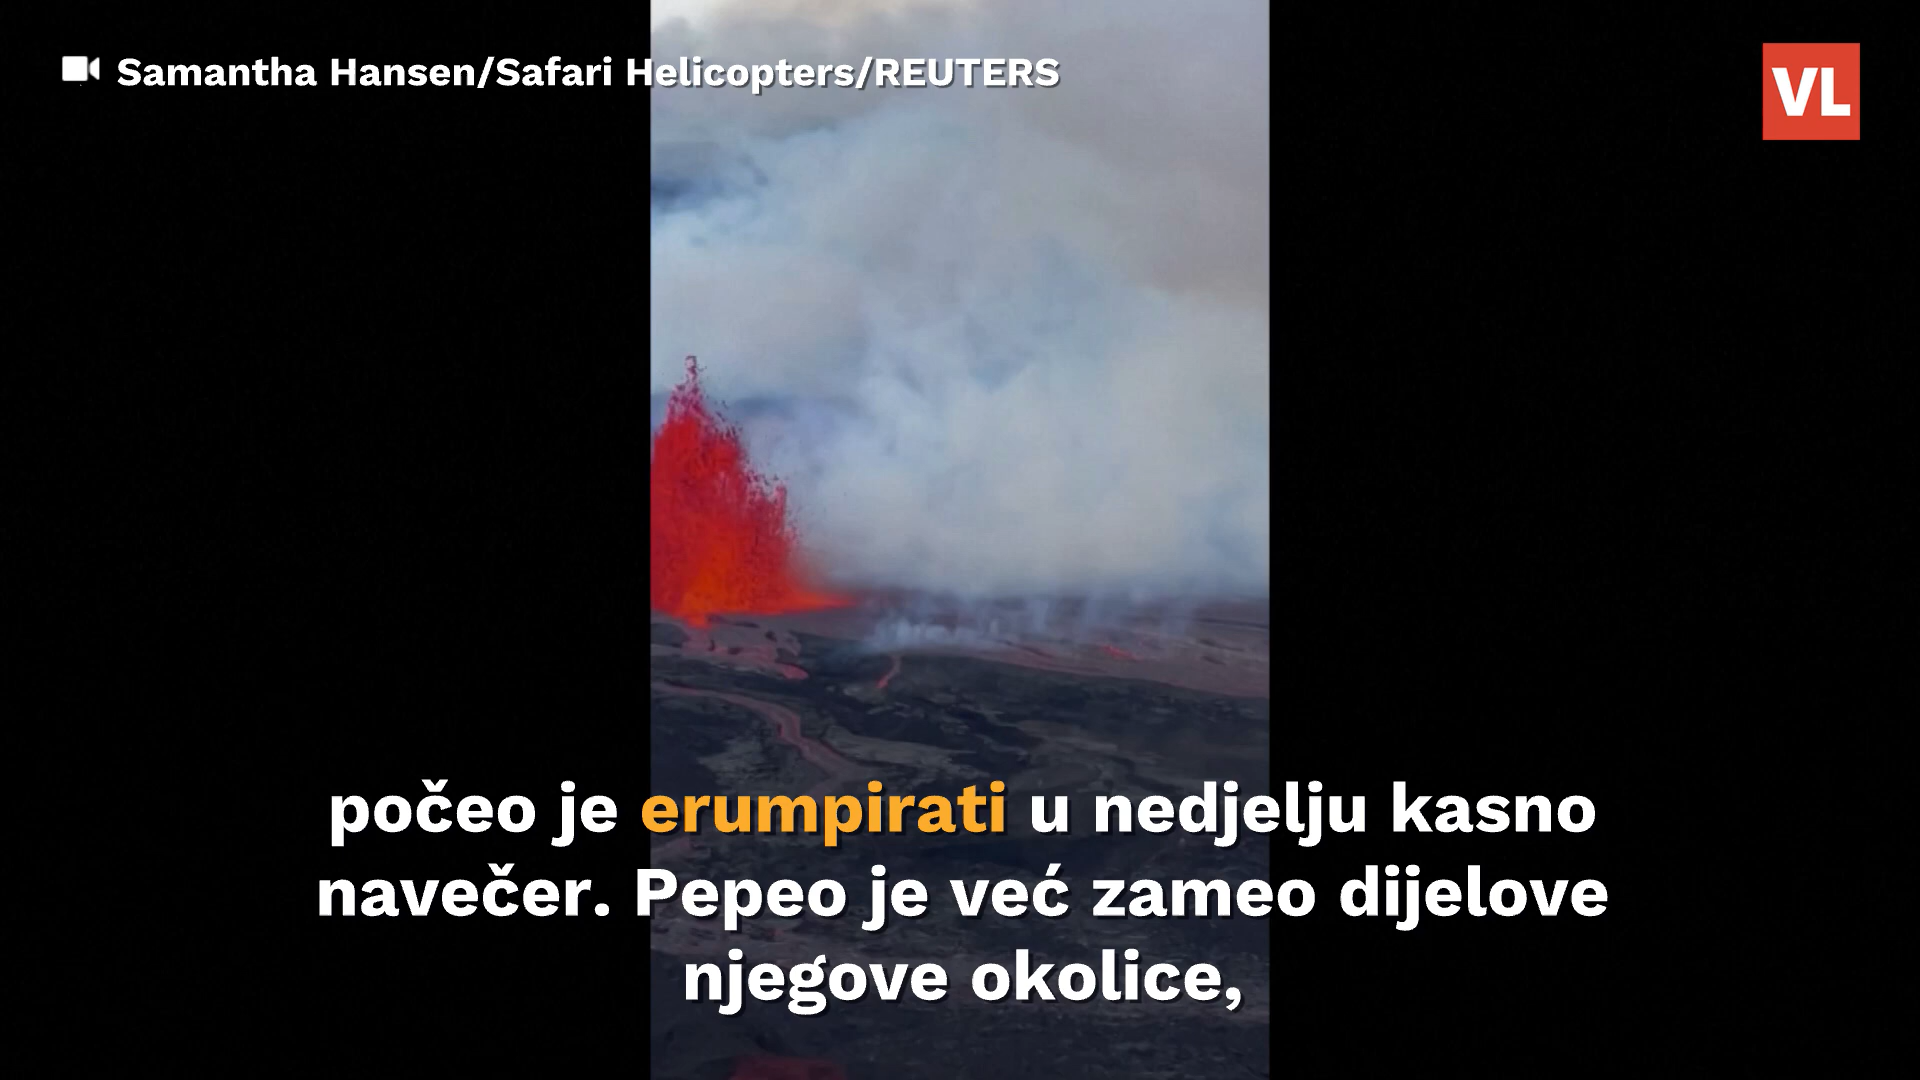 Samantha Hansen/Safari Helicopters/REUTERS
VL
počeo je erumpirati u nedjelju kasno
navečer. Pepeo je već zameo dijelove
njegove okolice,